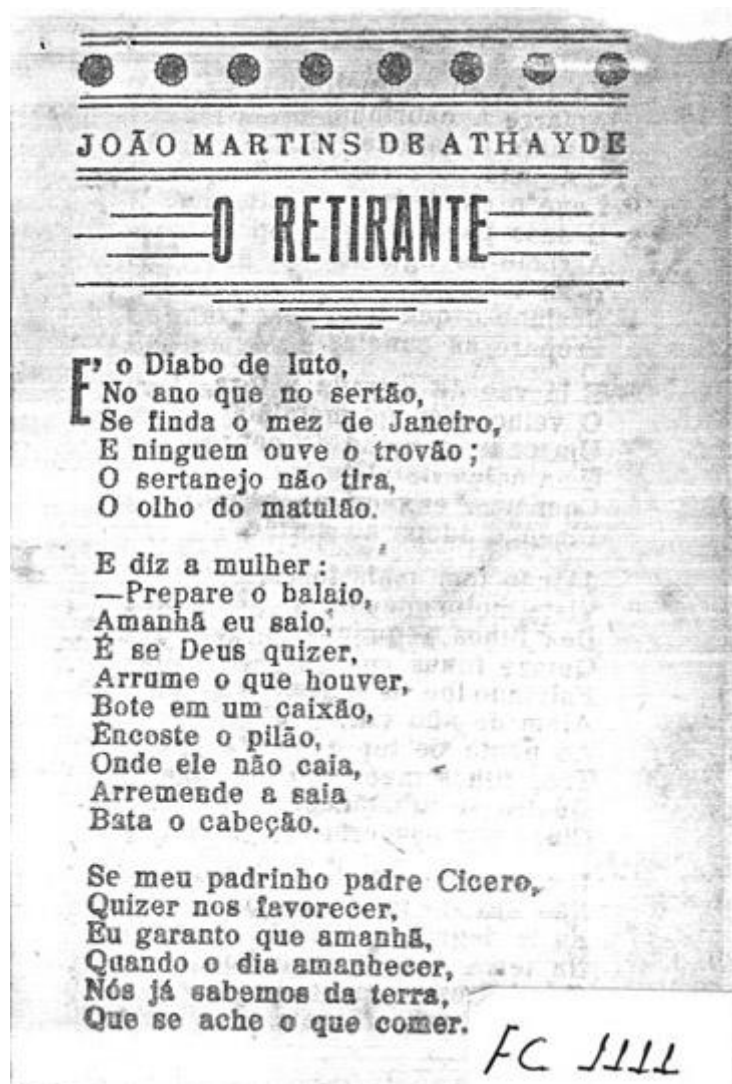 JOÃO MARTINS DE ATHAYDE
O RETIRANTE
E' o Diabo de luto,
No ano que no sertão,
Se finda o mez de Janeiro,
E ninguem ouve o trovão;
O sertanejo não tira,
O olho do matulão.
E diz a mulher:
—Prepare o balaio,
Amanhã eu saio,
E se Deus quizer,
Arrume o que houver,
Bote em um caixão,
Encoste o pilão,
Onde ele não caia,
Arremende a saia
Bata o cabeção.
Se meu padrinho padre Cicero,
Quizer nos favorecer,
Eu garanto que amanhã,
Quando o dia amanhecer,
Nós já sabemos da terra,
Que se ache o que comer.
FC 1111